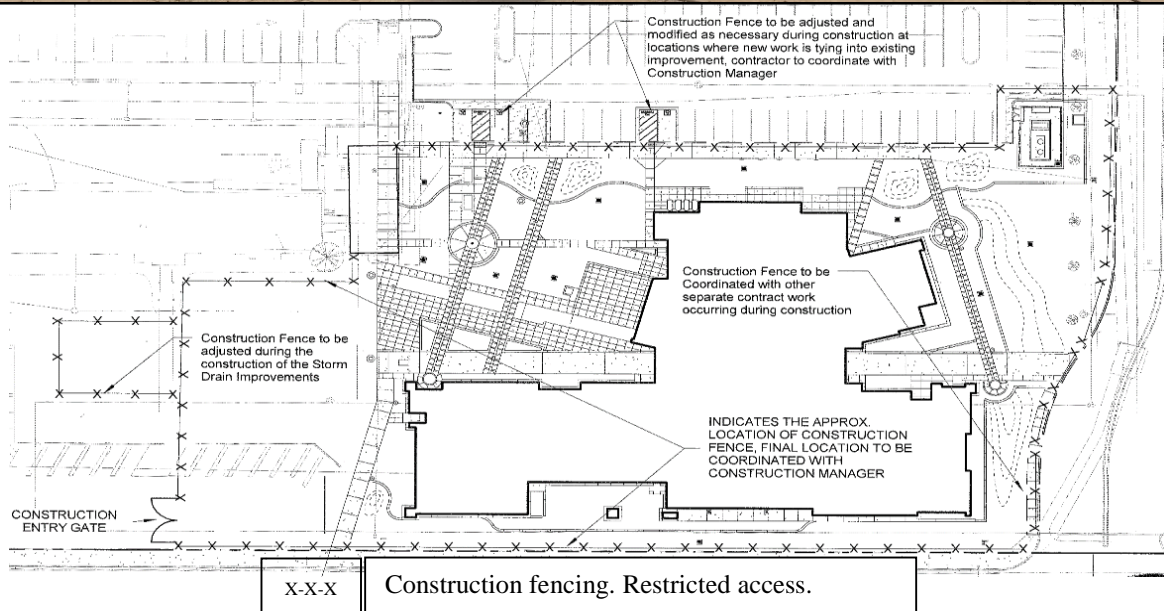 Construction Fence to be adjusted and
modified as necessary during construction at
locations where new work is tying into existing
improvement, contractor to coordinate with
Construction Manager
Construction Fence to be
Coordinated with other
separate contract work
occurring during construction
Construction Fence to be
adjusted during the
construction of the Storm
Drain Improvements
INDICATES THE APPROX.
LOCATION OF CONSTRUCTION
FENCE, FINAL LOCATION TO BE
COORDINATED WITH
CONSTRUCTION MANAGER
CONSTRUCTION
ENTRY GATE
X-X-X
Construction fencing. Restricted access.